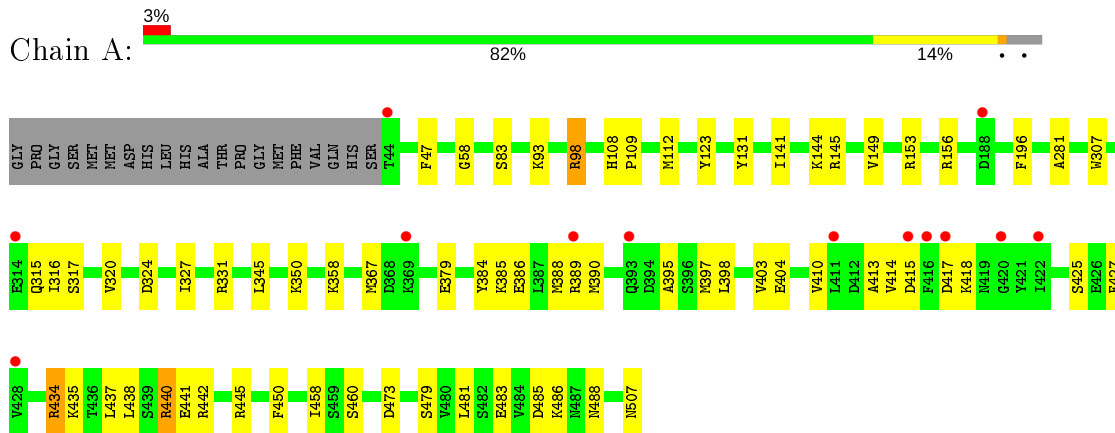 3%
Chain A:
82% 14% • •
GLY PRO GLY SER MET MET ASP HIS LEU HIS ALA THR PRO GLY MET PHE VAL GLN HIS SER T44 F47 G58 S83 K93 R98 H108 P109 M112 Y123 Y131 I141 K144 R145 V149 R153 R156 D188 F196 A281 W307
E314 Q315 I316 S317 V320 D324 I327 R331 L345 K350 K358 M367 D368 K369 E379 Y384 K385 E386 L387 M388 R389 M390 Q393 D394 A395 S396 M397 L398 V403 E404 V410 L411 D412 A413 V414 D415 F416 D417 K418 N419 G420 Y421 I422 S425 E426 E427
V428 R434 K435 T436 L437 L438 S439 R440 E441 R442 R445 F450 I458 S459 S460 D473 S479 V480 L481 S482 E483 V484 D485 K486 N487 N488 N507